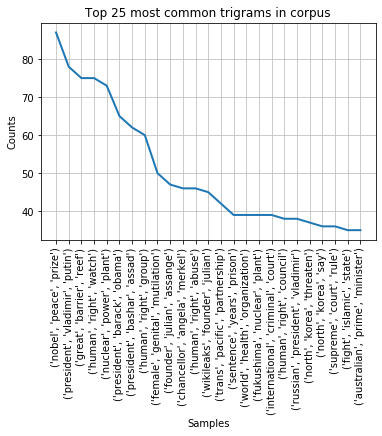 Top 25 most common trigrams in corpus
Counts
80
70
60
50
40
('nobel', 'peace', 'prize')
('president', 'vladimir', 'putin')
('great', 'barrier', 'reef')
('human', 'right', 'watch')
('nuclear', 'power', 'plant')
('president', 'barack', 'obama')
('president', 'bashar', 'assad')
('human', 'right', 'group')
('female', 'genital', 'mutilation')
('founder', 'julian', 'assange')
('chancellor', 'angela', 'merkel')
('human', 'right', 'abuse')
('wikileaks', 'founder', 'julian')
('trans', 'pacific', 'partnership')
('sentence', 'years', 'prison')
('world', 'health', 'organization')
('fukushima', 'nuclear', 'plant')
('international', 'criminal', 'court')
('human', 'right', 'council')
('russian', 'president', 'vladimir')
('north', 'korea', 'threaten')
('north', 'korea', 'say')
('supreme', 'court', 'rule')
('fight', 'islamic', 'state')
('australian', 'prime', 'minister')
Samples